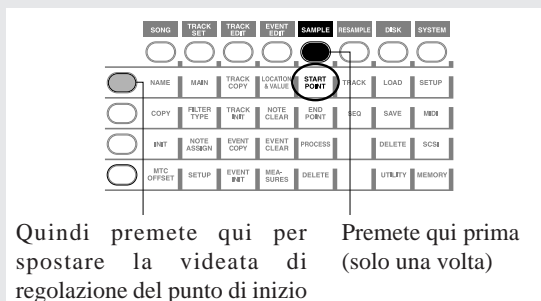 SONG TRACK SET TRACK EDIT EVENT EDIT SAMPLE RESAMPLE DISK SYSTEM
NAME MAIN TRACK COPY LOCATION & VALUE START POINT TRACK LOAD SETUP
COPY FILTER TYPE TRACK INIT NOTE CLEAR END POINT SEQ SAVE MIDI
INIT NOTE ASSIGN EVENT COPY EVENT CLEAR PROCESS DELETE SCSI
MTC OFFSET SETUP EVENT INIT MEA- SURES DELETE UTILITY MEMORY
Quindi premete qui per
spostare la videata di
regolazione del punto di inizio
Premete qui prima
(solo una volta)